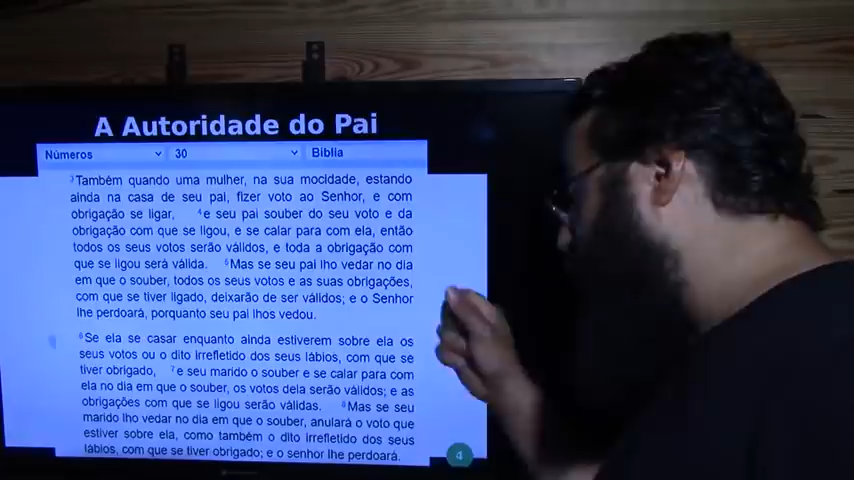 A Autoridade do Pai
Números 30 Bíblia
³Também quando uma mulher, na sua mocidade, estando
ainda na casa de seu pai, fizer voto ao Senhor, e com
obrigação se ligar, ⁴e seu pai souber do seu voto e da
obrigação com que se ligou, e se calar para com ela, então
todos os seus votos serão válidos, e toda a obrigação com
que se ligou será válida. ⁵Mas se seu pai lho vedar no dia
em que o souber, todos os seus votos e as suas obrigações,
com que se tiver ligado, deixarão de ser válidos; e o Senhor
lhe perdoará, porquanto seu pai lhos vedou.
⁶Se ela se casar enquanto ainda estiverem sobre ela os
seus votos ou o dito irrefletido dos seus lábios, com que se
tiver obrigado, ⁷e seu marido o souber e se calar para com
ela no dia em que o souber, os votos dela serão válidos; e as
obrigações com que se ligou serão válidas. ⁸Mas se seu
marido lho vedar no dia em que o souber, anulará o voto que
estiver sobre ela, como também o dito irrefletido dos seus
lábios, com que se tiver obrigado; e o senhor lhe perdoará.
4